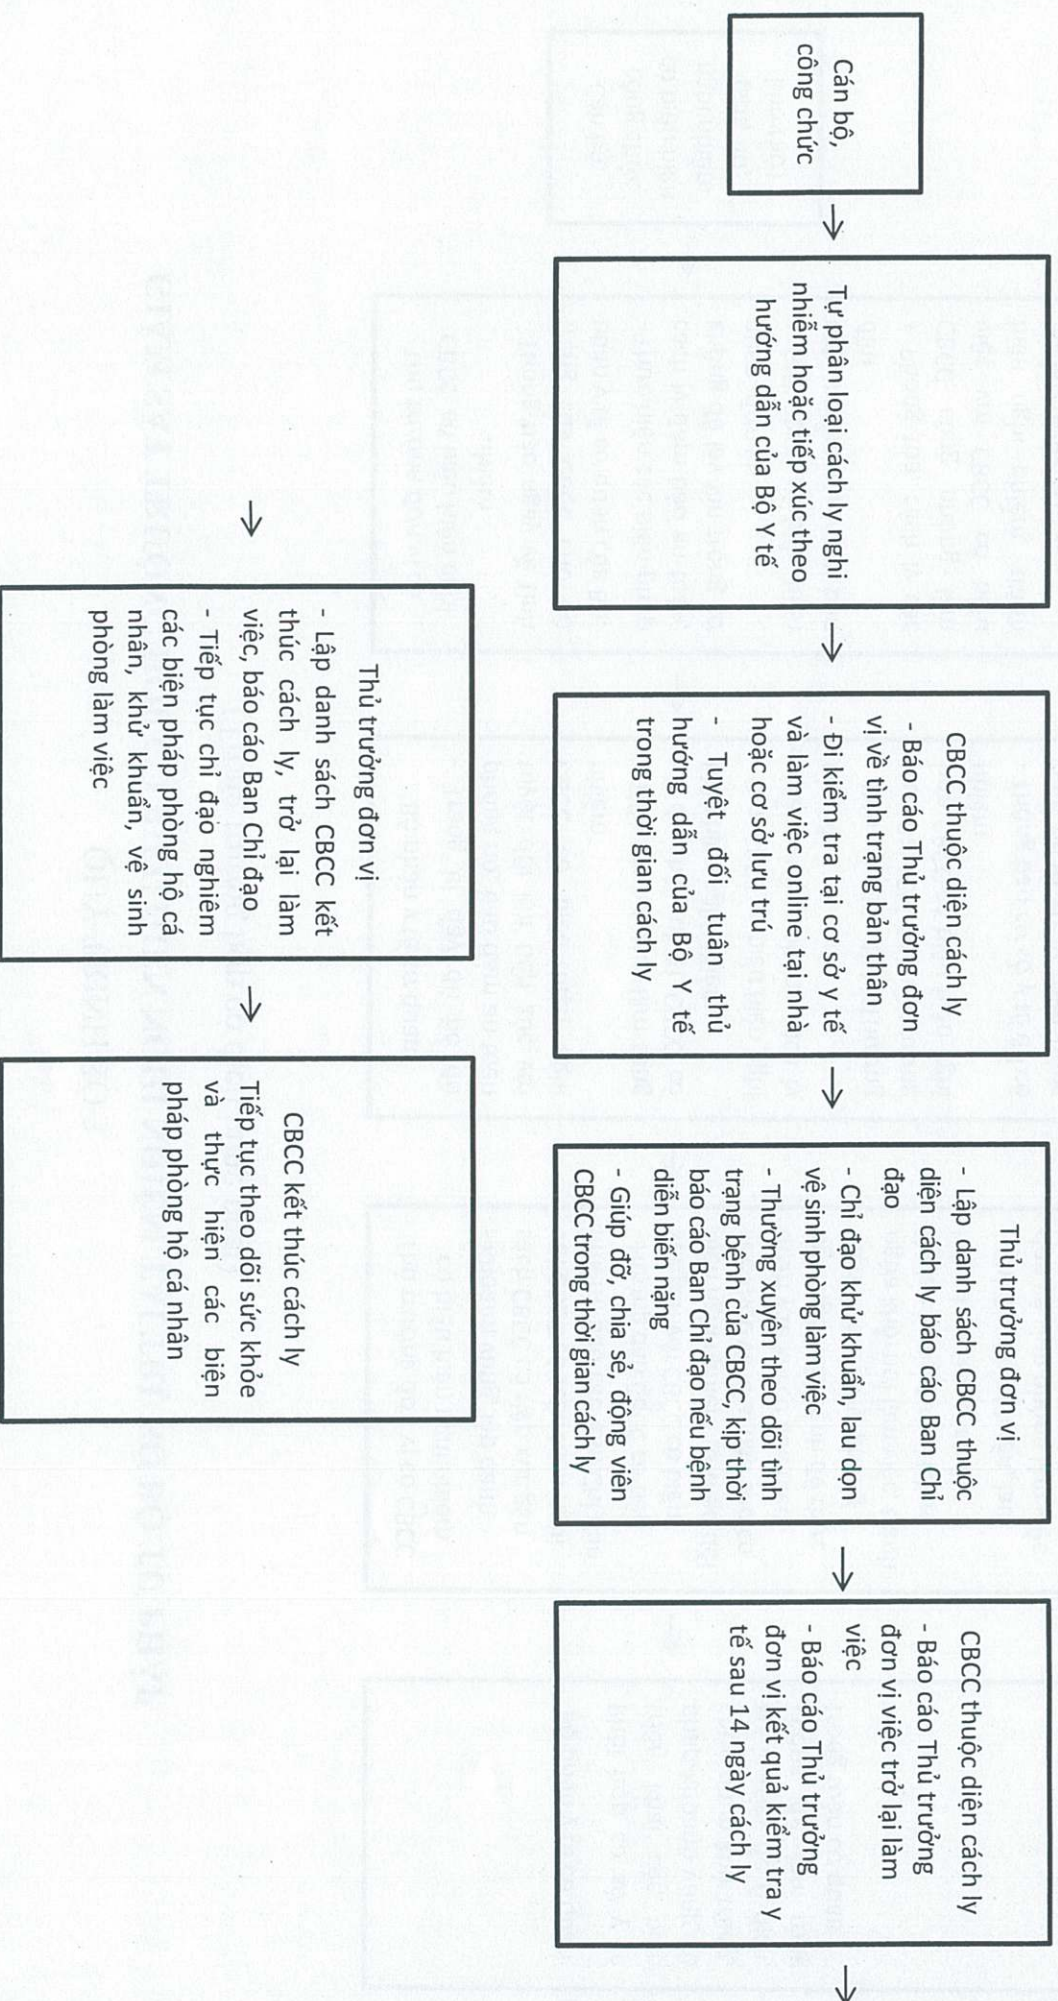 Cán bộ,
công chức
Tự phân loại cách ly nghi
nhiễm hoặc tiếp xúc theo
hướng dẫn của Bộ Y tế
CBCC thuộc diện cách ly
- Báo cáo Thủ trưởng đơn
vị về tình trạng bản thân
- Đi kiểm tra tại cơ sở y tế
và làm việc online tại nhà
hoặc cơ sở lưu trú
- Tuyệt đối tuân thủ
hướng dẫn của Bộ Y tế
trong thời gian cách ly
Thủ trưởng đơn vị
- Lập danh sách CBCC thuộc
diện cách ly báo cáo Ban Chỉ
đạo
- Chỉ đạo khử khuẩn, lau dọn
vệ sinh phòng làm việc
- Thường xuyên theo dõi tình
trạng bệnh của CBCC, kịp thời
báo cáo Ban Chỉ đạo nếu bệnh
diễn biến nặng
- Giúp đỡ, chia sẻ, động viên
CBCC trong thời gian cách ly
CBCC thuộc diện cách ly
- Báo cáo Thủ trưởng
đơn vị việc trở lại làm
việc
- Báo cáo Thủ trưởng
đơn vị kết quả kiểm tra y
tế sau 14 ngày cách ly
Thủ trưởng đơn vị
- Lập danh sách CBCC kết
thúc cách ly, trở lại làm
việc, báo cáo Ban Chỉ đạo
- Tiếp tục chỉ đạo nghiêm
các biện pháp phòng hộ cá
nhân, khử khuẩn, vệ sinh
phòng làm việc
CBCC kết thúc cách ly
Tiếp tục theo dõi sức khỏe
và thực hiện các biện
pháp phòng hộ cá nhân